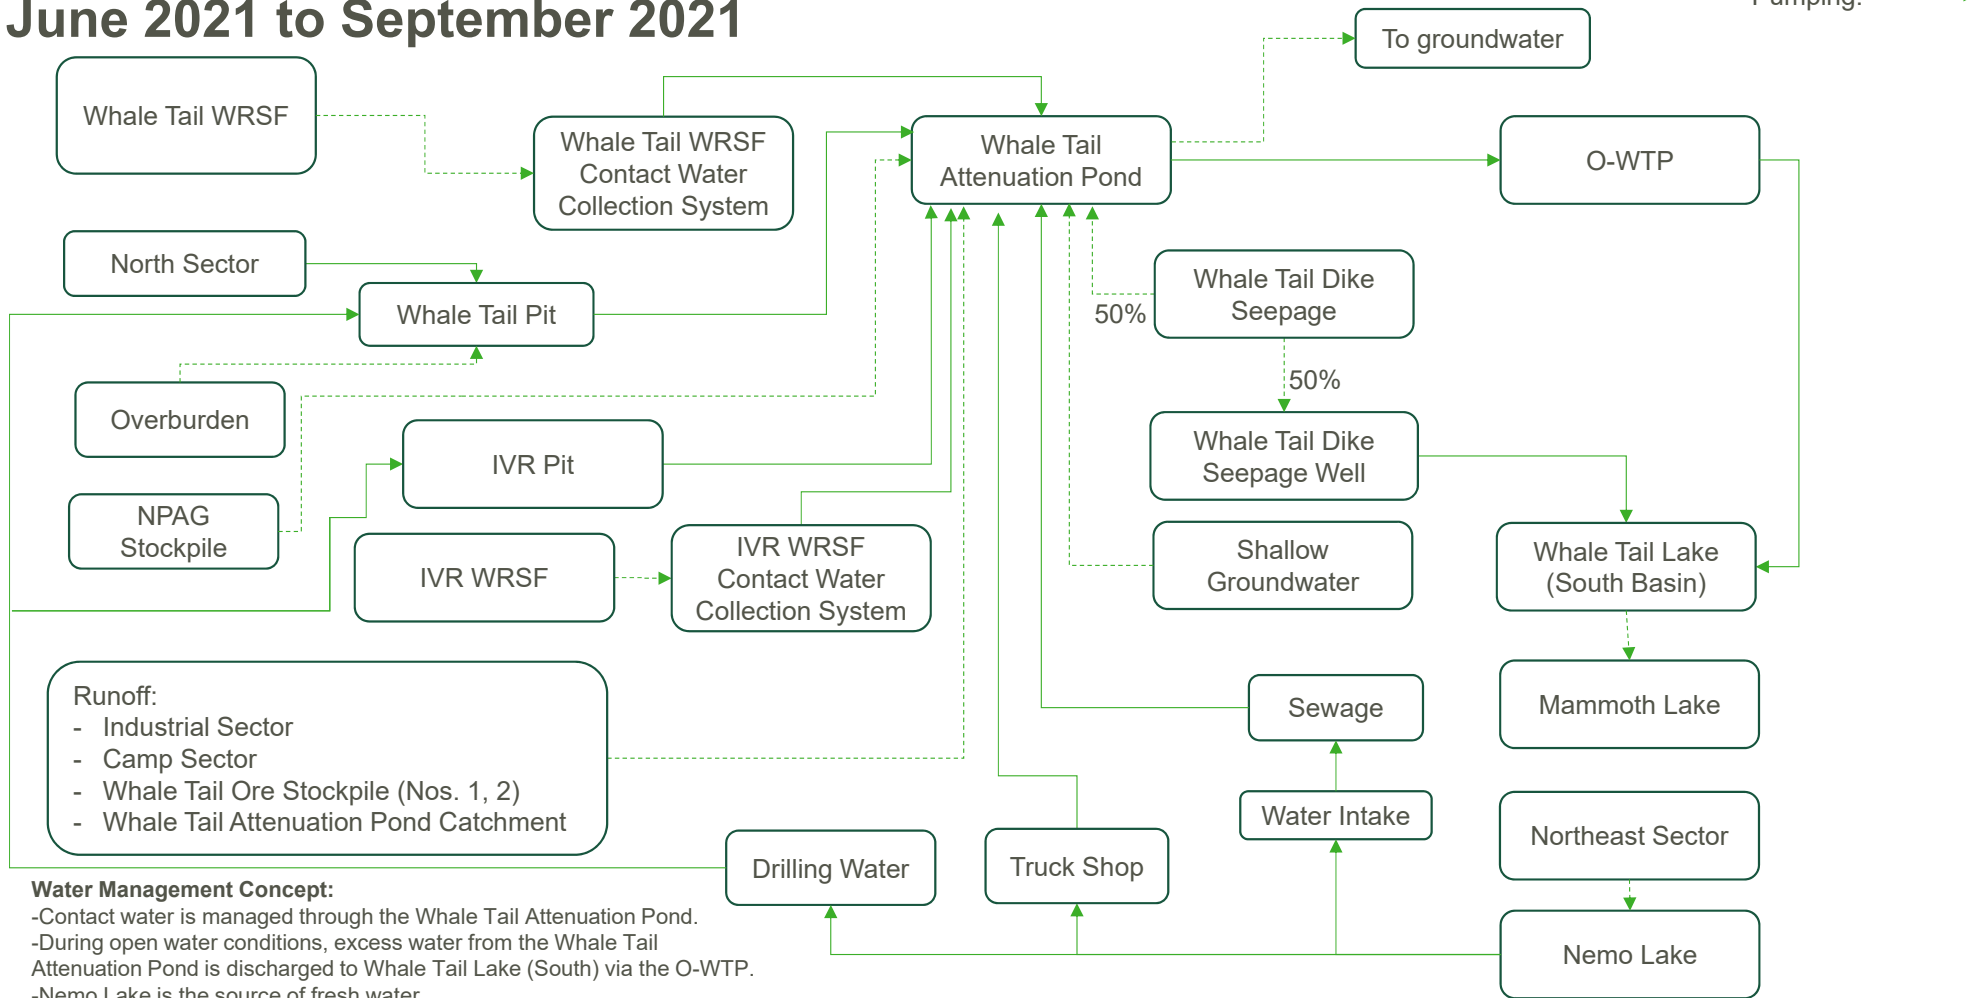 June 2021 to September 2021
Pumping:
To groundwater
Whale Tail WRSF
Whale Tail WRSF
Contact Water
Collection System
Whale Tail
Attenuation Pond
O-WTP
North Sector
Whale Tail Pit
Whale Tail Dike
Seepage
50%
50%
Overburden
IVR Pit
Whale Tail Dike
Seepage Well
NPAG
Stockpile
IVR WRSF
IVR WRSF
Contact Water
Collection System
Shallow
Groundwater
Whale Tail Lake
(South Basin)
Runoff:
- Industrial Sector
- Camp Sector
- Whale Tail Ore Stockpile (Nos. 1, 2)
- Whale Tail Attenuation Pond Catchment
Sewage
Mammoth Lake
Water Intake
Northeast Sector
Drilling Water
Truck Shop
Nemo Lake
Water Management Concept:
-Contact water is managed through the Whale Tail Attenuation Pond.
-During open water conditions, excess water from the Whale Tail
Attenuation Pond is discharged to Whale Tail Lake (South) via the O-WTP.
-Nemo Lake is the source of fresh water